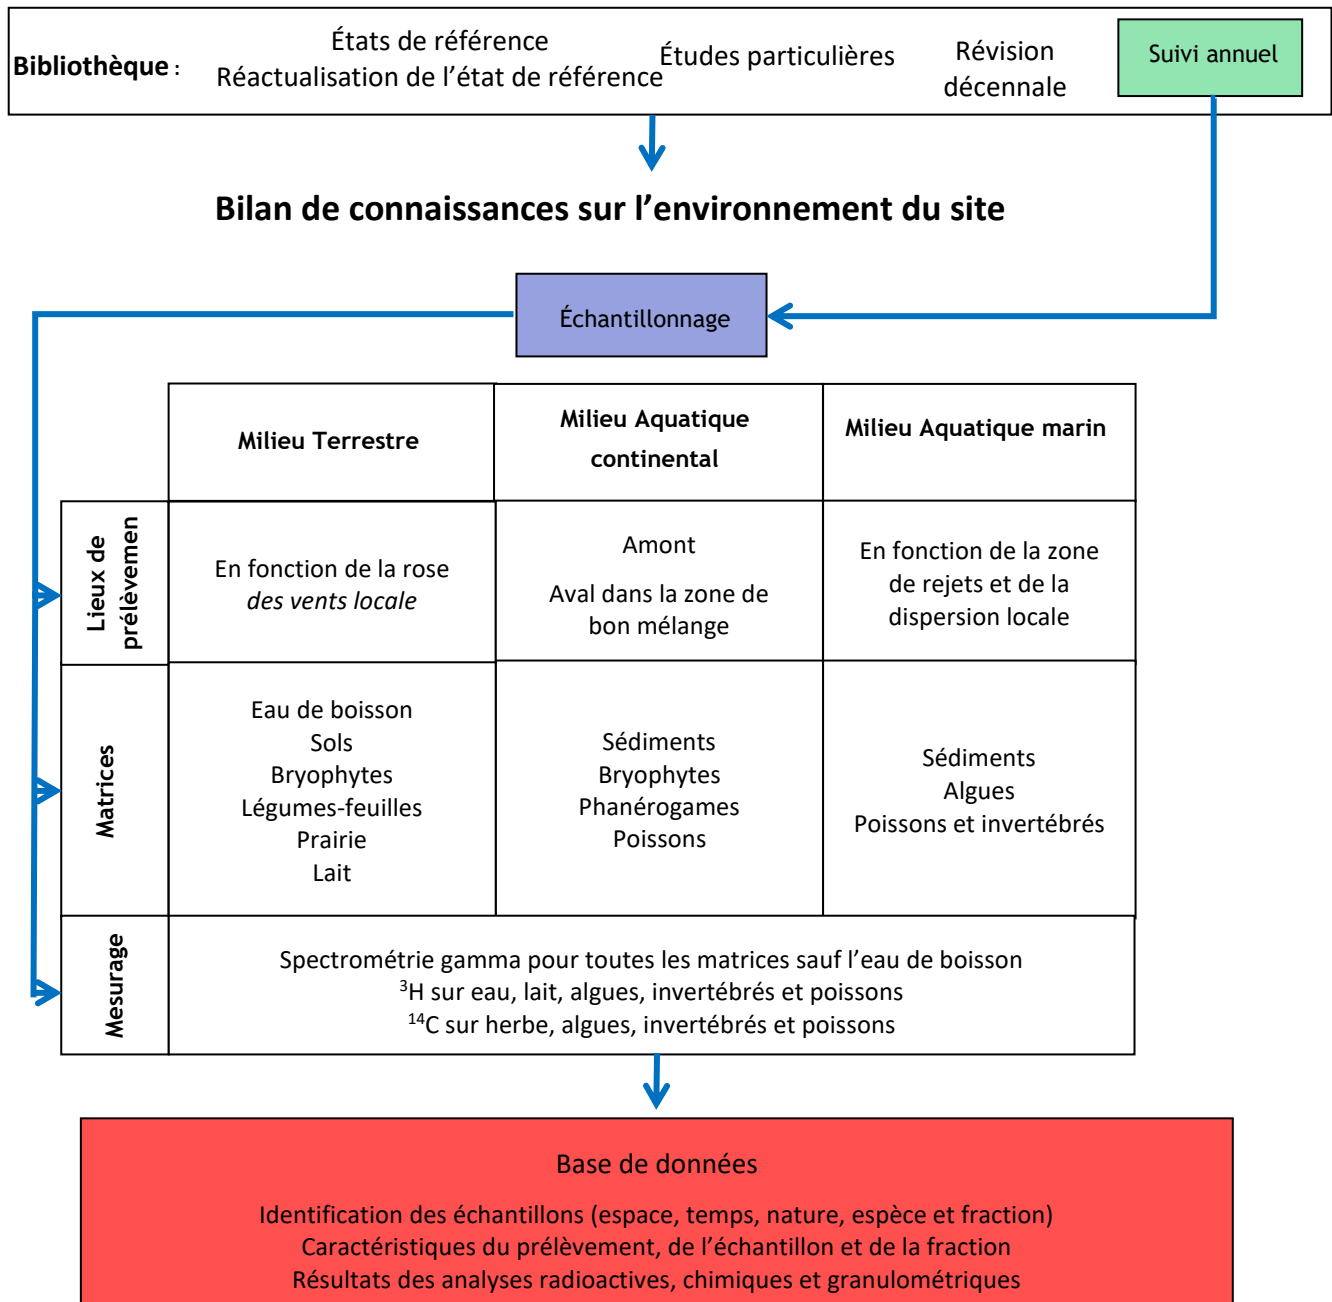 Bibliothèque :
États de référence
Réactualisation de l'état de référence
Études particulières
Révision
décennale
Suivi annuel
Bilan de connaissances sur l'environnement du site
Échantillonnage
Milieu Terrestre
Milieu Aquatique
continental
Milieu Aquatique marin
Lieux de
prélèvemen
En fonction de la rose
des vents locale
Amont
Aval dans la zone de
bon mélange
En fonction de la zone
de rejets et de la
dispersion locale
Matrices
Eau de boisson
Sols
Bryophytes
Légumes-feuilles
Prairie
Lait
Sédiments
Bryophytes
Phanérogames
Poissons
Sédiments
Algues
Poissons et invertébrés
Mesurage
Spectrométrie gamma pour toutes les matrices sauf l'eau de boisson
³H sur eau, lait, algues, invertébrés et poissons
¹⁴C sur herbe, algues, invertébrés et poissons
Base de données
Identification des échantillons (espace, temps, nature, espèce et fraction)
Caractéristiques du prélèvement, de l'échantillon et de la fraction
Résultats des analyses radioactives, chimiques et granulométriques